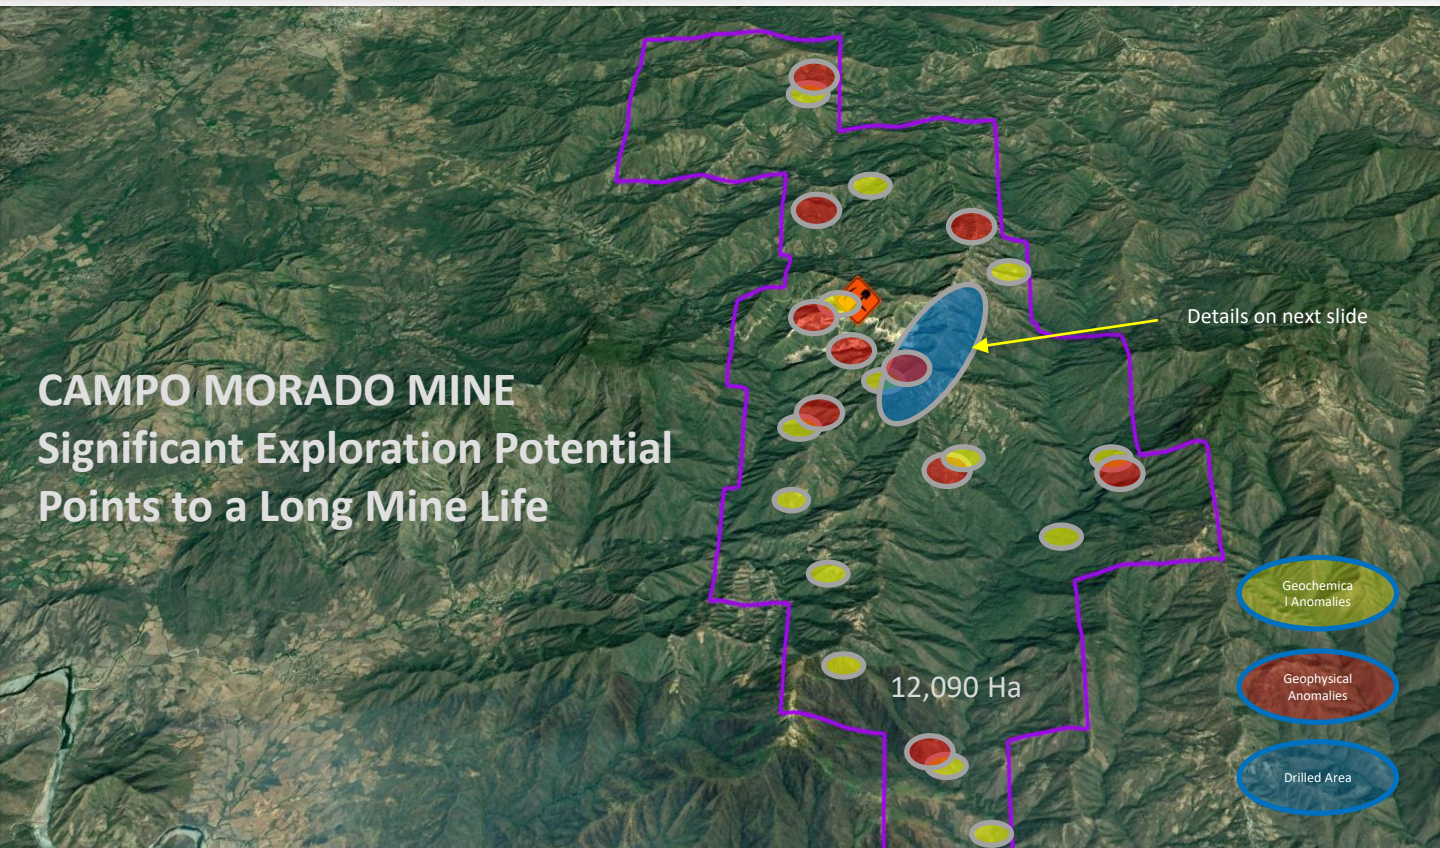 Details on next slide
CAMPO MORADO MINE
Significant Exploration Potential
Points to a Long Mine Life
12,090 Ha
Geochemica
l Anomalies
Geophysical
Anomalies
Drilled Area